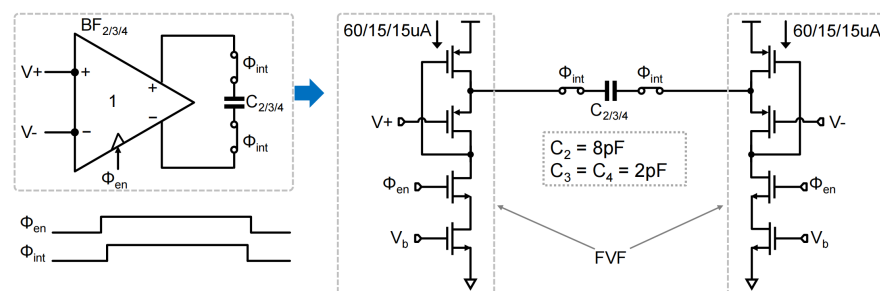 BF2/3/4
V+
+
+
1
V-
−
−
Φen
Φint
C2/3/4
Φint
Φen
Φint
60/15/15uA
60/15/15uA
Φint
Φint
C2/3/4
V+
V-
C2 = 8pF
C3 = C4 = 2pF
Φen
Φen
Vb
Vb
FVF